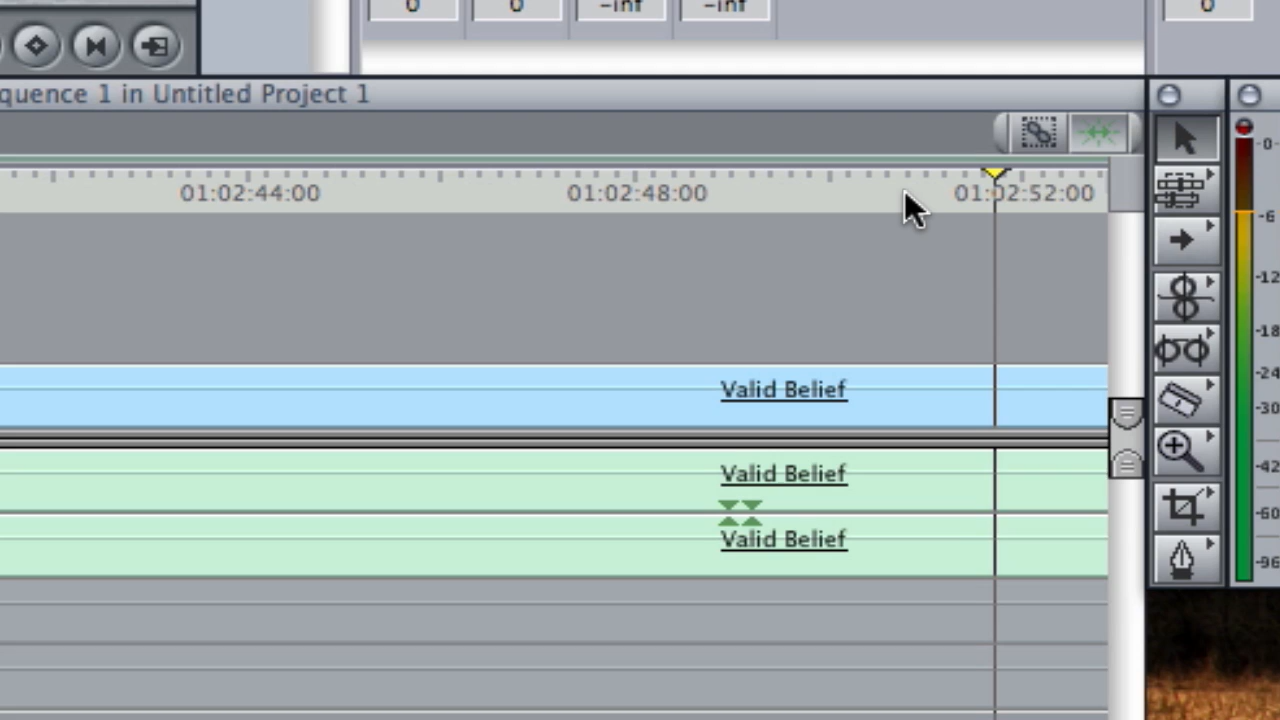 0 0 -inf -inf 0
quence 1 in Untitled Project 1
01:02:44:00 01:02:48:00 01:02:52:00
Valid Belief
Valid Belief
Valid Belief
-0
-6
-12
-18
-24
-30
-42
-60
-96